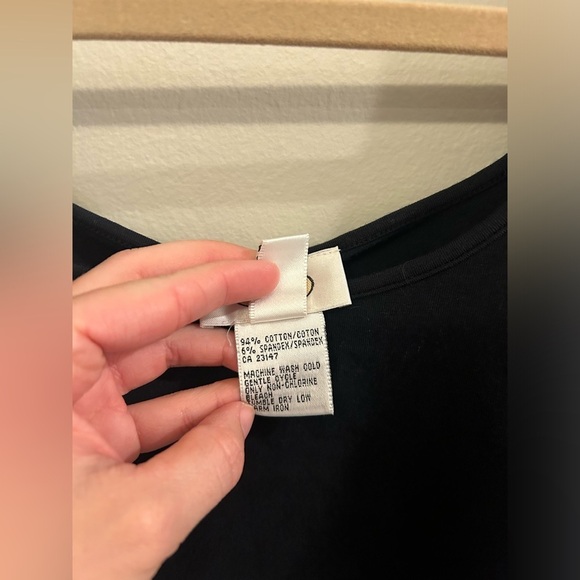 94% COTTON/COTON
6% SPANDEX/SPANDEX
CA 23147
MACHINE WASH COLD
GENTLE CYCLE
ONLY NON-CHLORINE
BLEACH
TUMBLE DRY LOW
WARM IRON